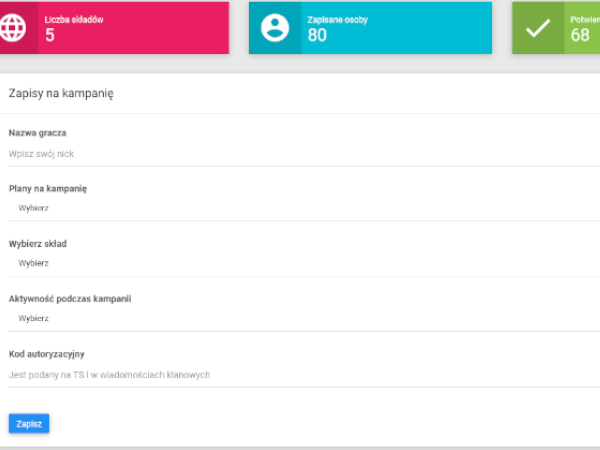 Liczba składów
5
Zapisane osoby
80
Potwier
68
Zapisy na kampanię
Nazwa gracza
Wpisz swój nick
Plany na kampanię
Wybierz
Wybierz skład
Wybierz
Aktywność podczas kampanii
Wybierz
Kod autoryzacyjny
Jest podany na TS i w wiadomościach klanowych
Zapisz